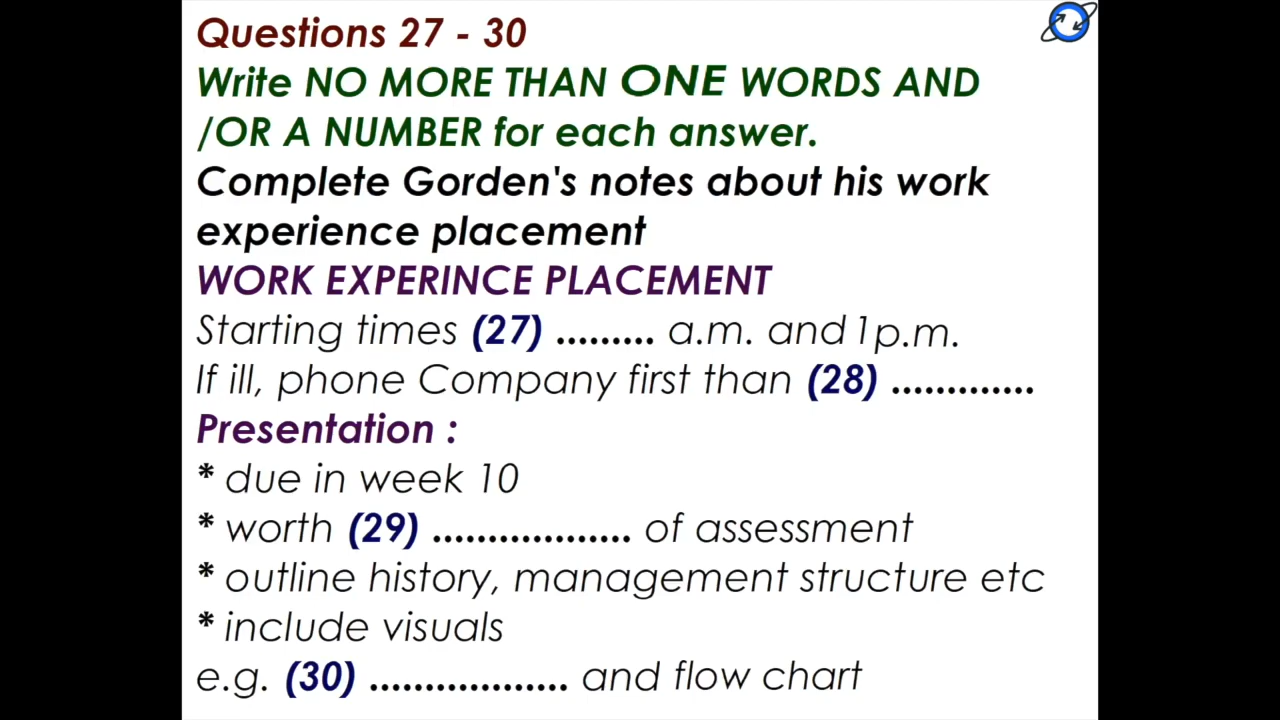 Questions 27 - 30
Write NO MORE THAN ONE WORDS AND
/OR A NUMBER for each answer.
Complete Gorden's notes about his work
experience placement
WORK EXPERINCE PLACEMENT
Starting times (27) ......... a.m. and 1 p.m.
If ill, phone Company first than (28) .............
Presentation :
* due in week 10
* worth (29) .................. of assessment
* outline history, management structure etc
* include visuals
e.g. (30) .................. and flow chart